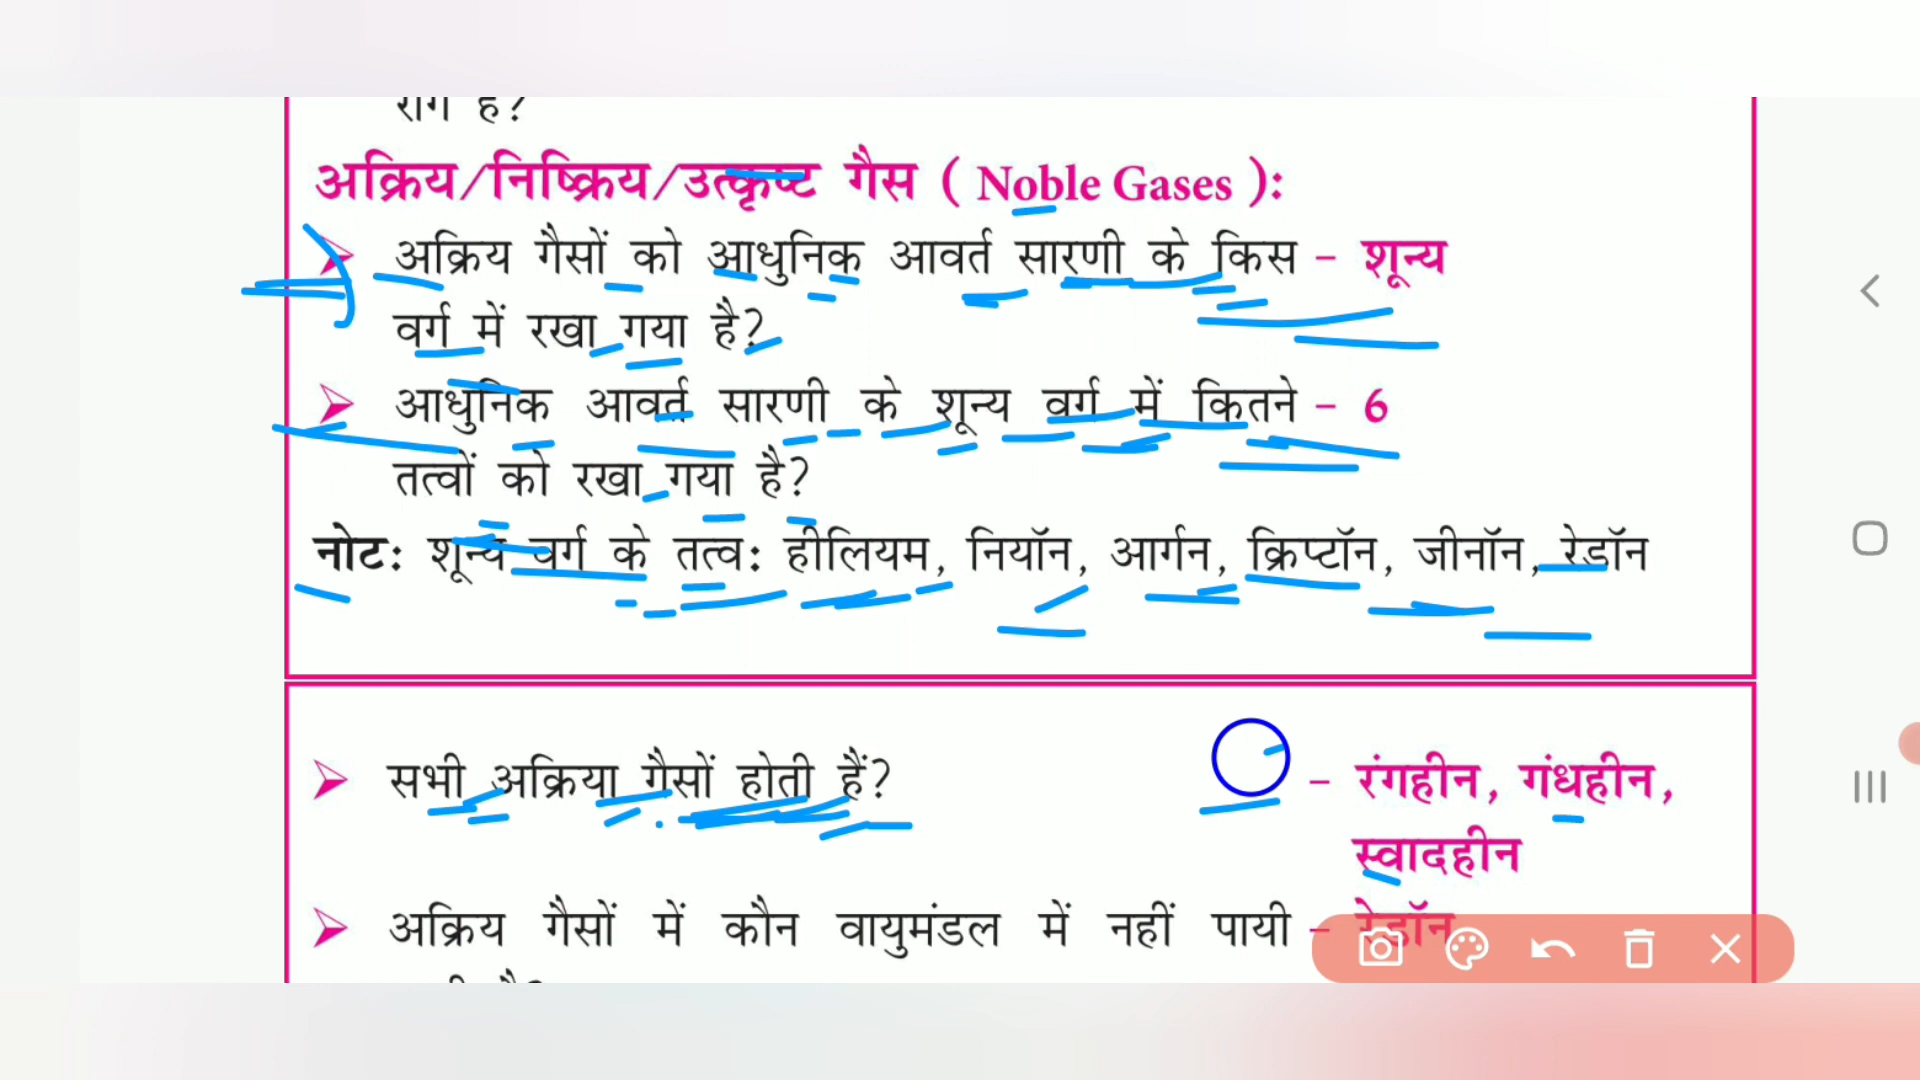 रोग है?
अक्रिय/निष्क्रिय/उत्कृष्ट गैस ( Noble Gases ):
➤ अक्रिय गैसों को आधुनिक आवर्त सारणी के किस – शून्य
वर्ग में रखा गया है?
➤ आधुनिक आवर्त सारणी के शून्य वर्ग में कितने – 6
तत्वों को रखा गया है?
नोट: शून्य वर्ग के तत्व: हीलियम, नियॉन, आर्गन, क्रिप्टॉन, जीनॉन, रेडॉन
➤ सभी अक्रिया गैसों होती हैं? – रंगहीन, गंधहीन,
स्वादहीन
➤ अक्रिय गैसों में कौन वायुमंडल में नहीं पायी – रेडॉन